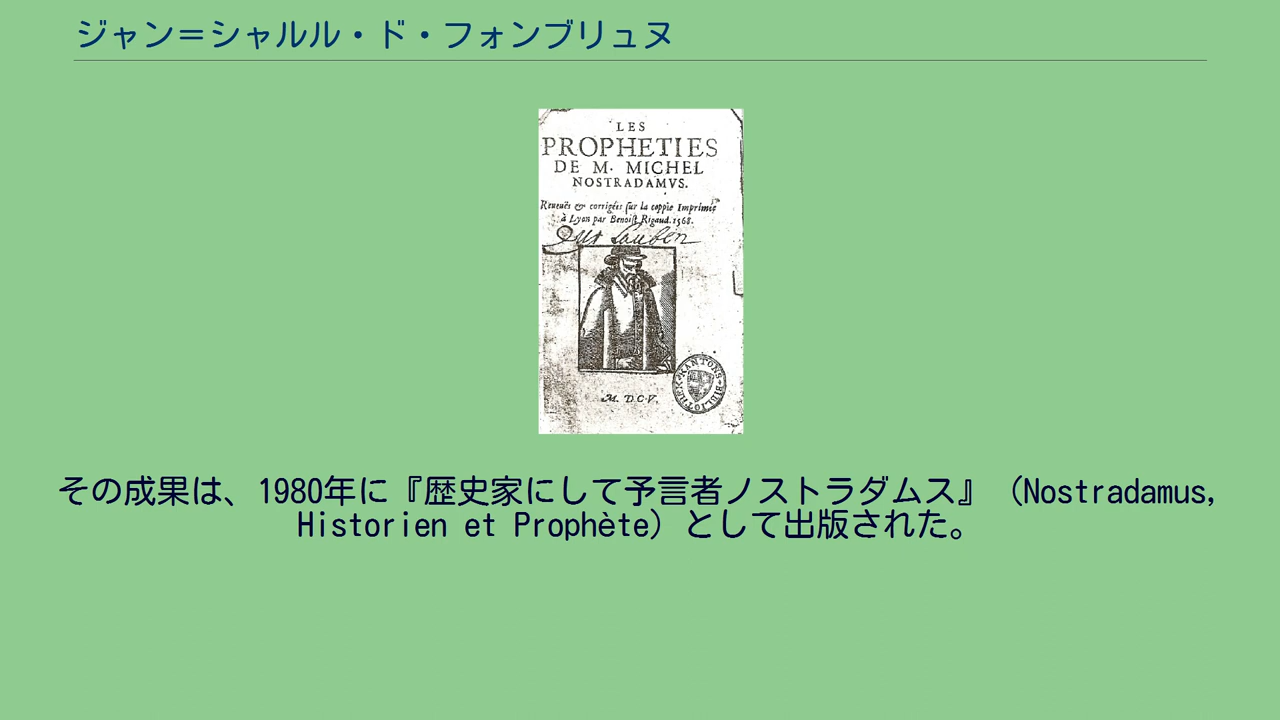 ジャン＝シャルル・ド・フォンブリュヌ
LES
PROPHETIES
DE M. MICHEL
NOSTRADAMVS.
Reueuës & corrigées sur la coppie Imprimée
à Lyon par Benoist Rigaud. 1568.
M. D C V.
その成果は、1980年に『歴史家にして予言者ノストラダムス』（Nostradamus,
Historien et Prophète）として出版された。